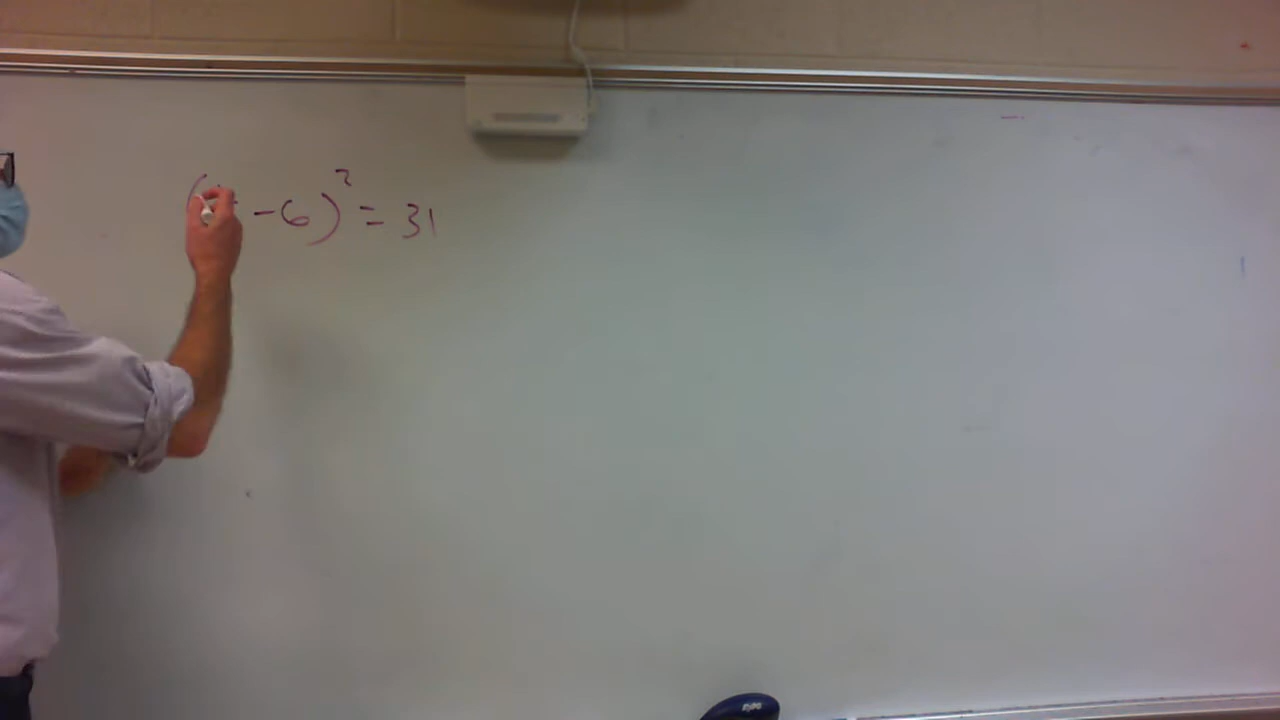 ( - 6)² = 31